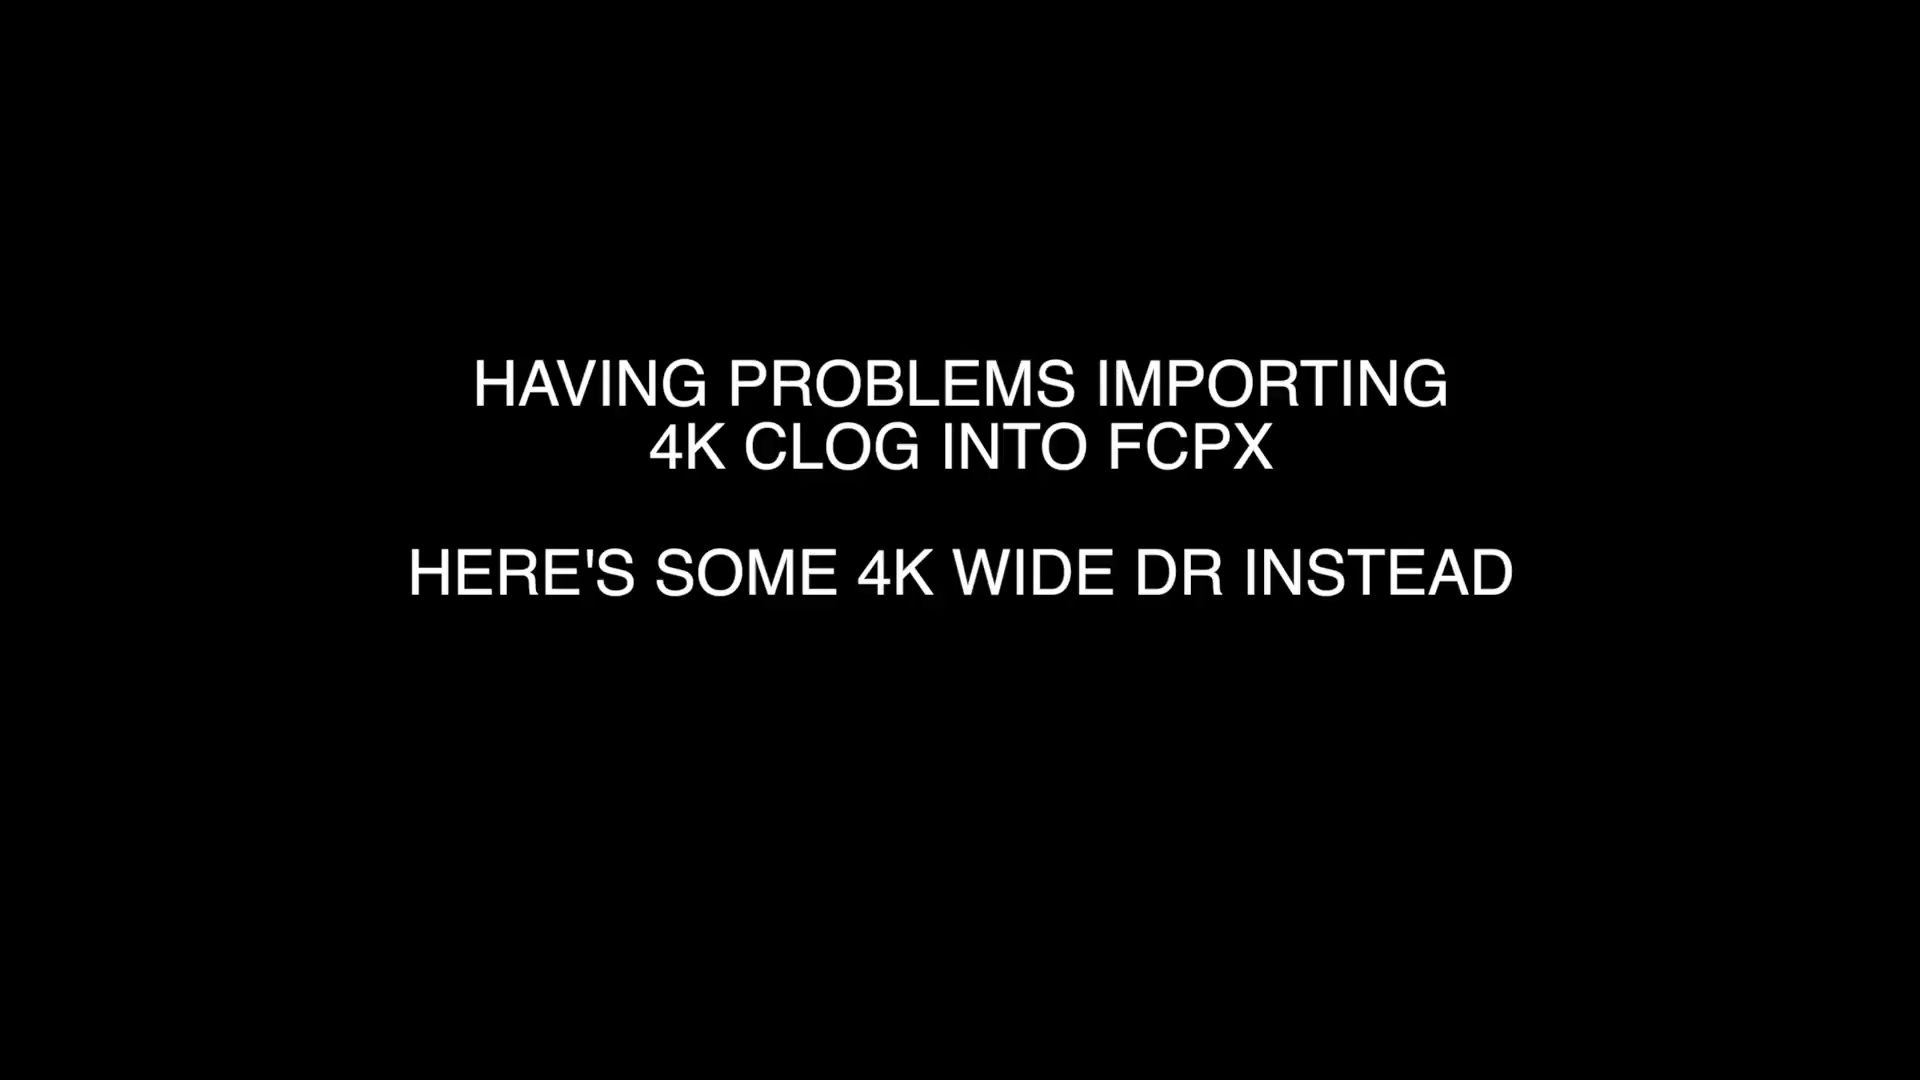 HAVING PROBLEMS IMPORTING
4K CLOG INTO FCPX
HERE'S SOME 4K WIDE DR INSTEAD